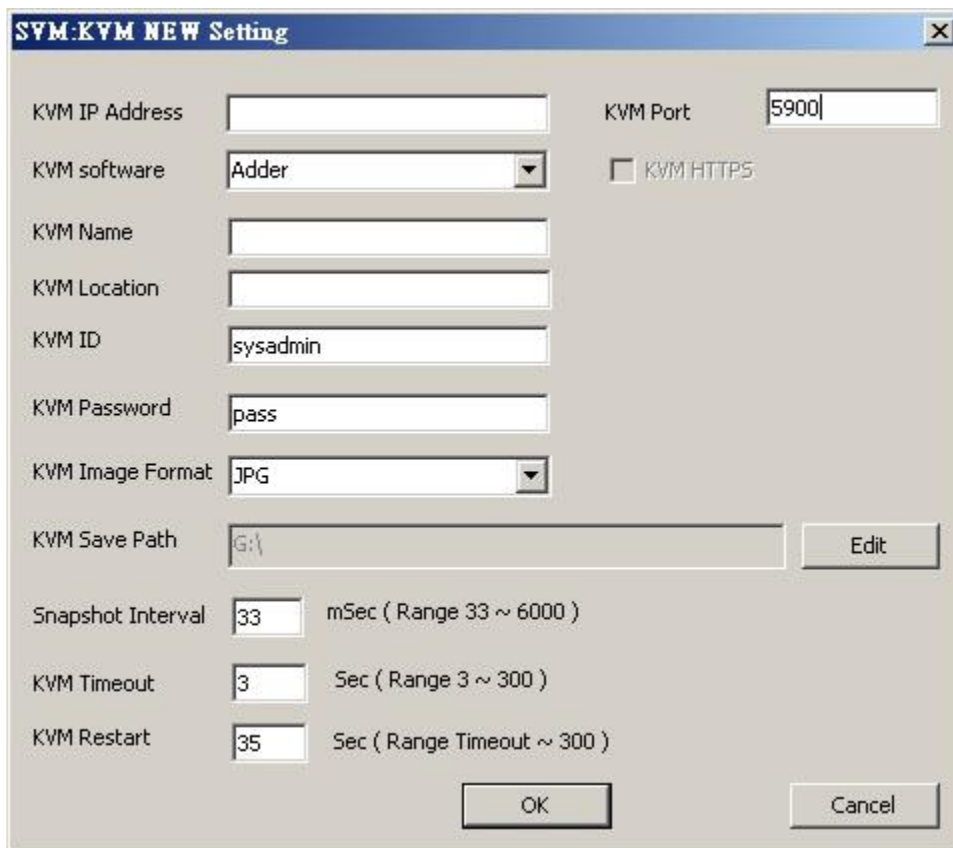 SVM:KVM NEW Setting
KVM IP Address
KVM Port 5900
KVM software Adder
KVM HTTPS
KVM Name
KVM Location
KVM ID sysadmin
KVM Password pass
KVM Image Format JPG
KVM Save Path G:\ Edit
Snapshot Interval 33 mSec ( Range 33 ~ 6000 )
KVM Timeout 3 Sec ( Range 3 ~ 300 )
KVM Restart 35 Sec ( Range Timeout ~ 300 )
OK Cancel